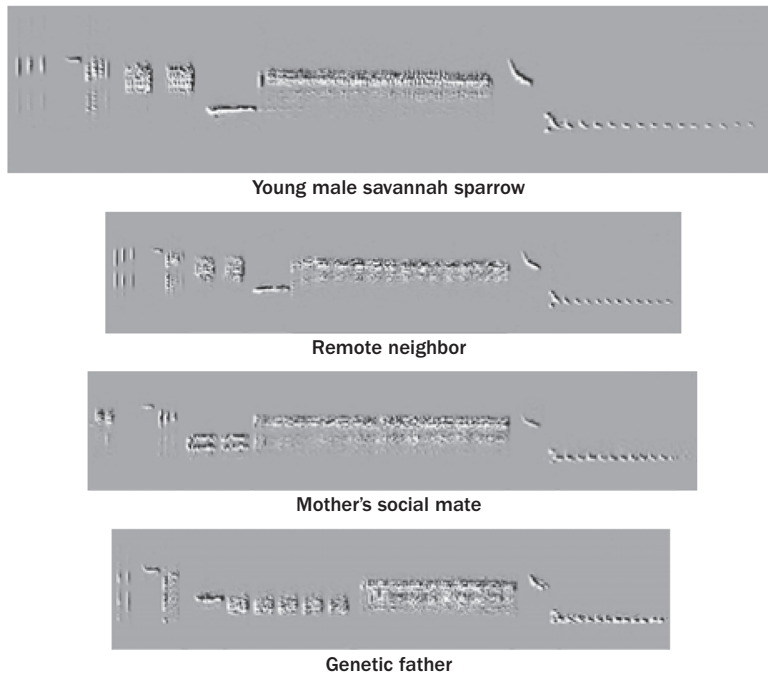 Young male savannah sparrow
Remote neighbor
Mother's social mate
Genetic father